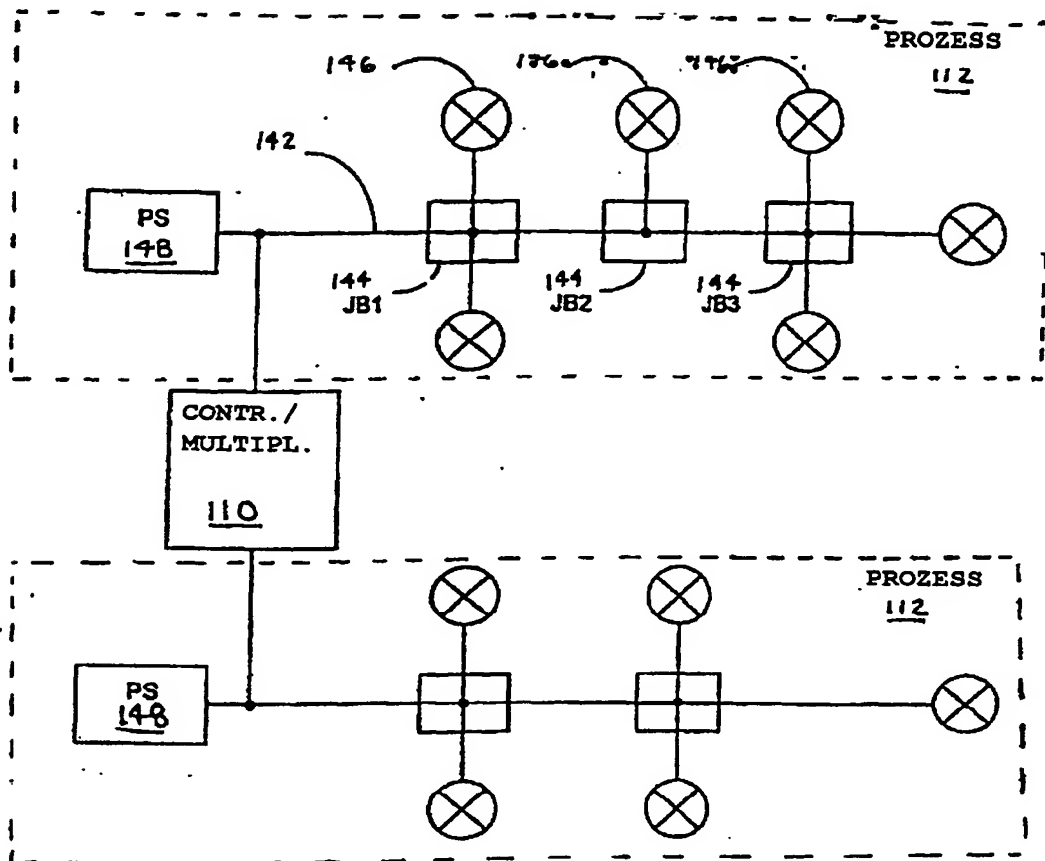 PROZESS
112
146
142
PS
148
144
JB1
144
JB2
144
JB3
CONTR./
MULTIPL.
110
PROZESS
112
PS
148